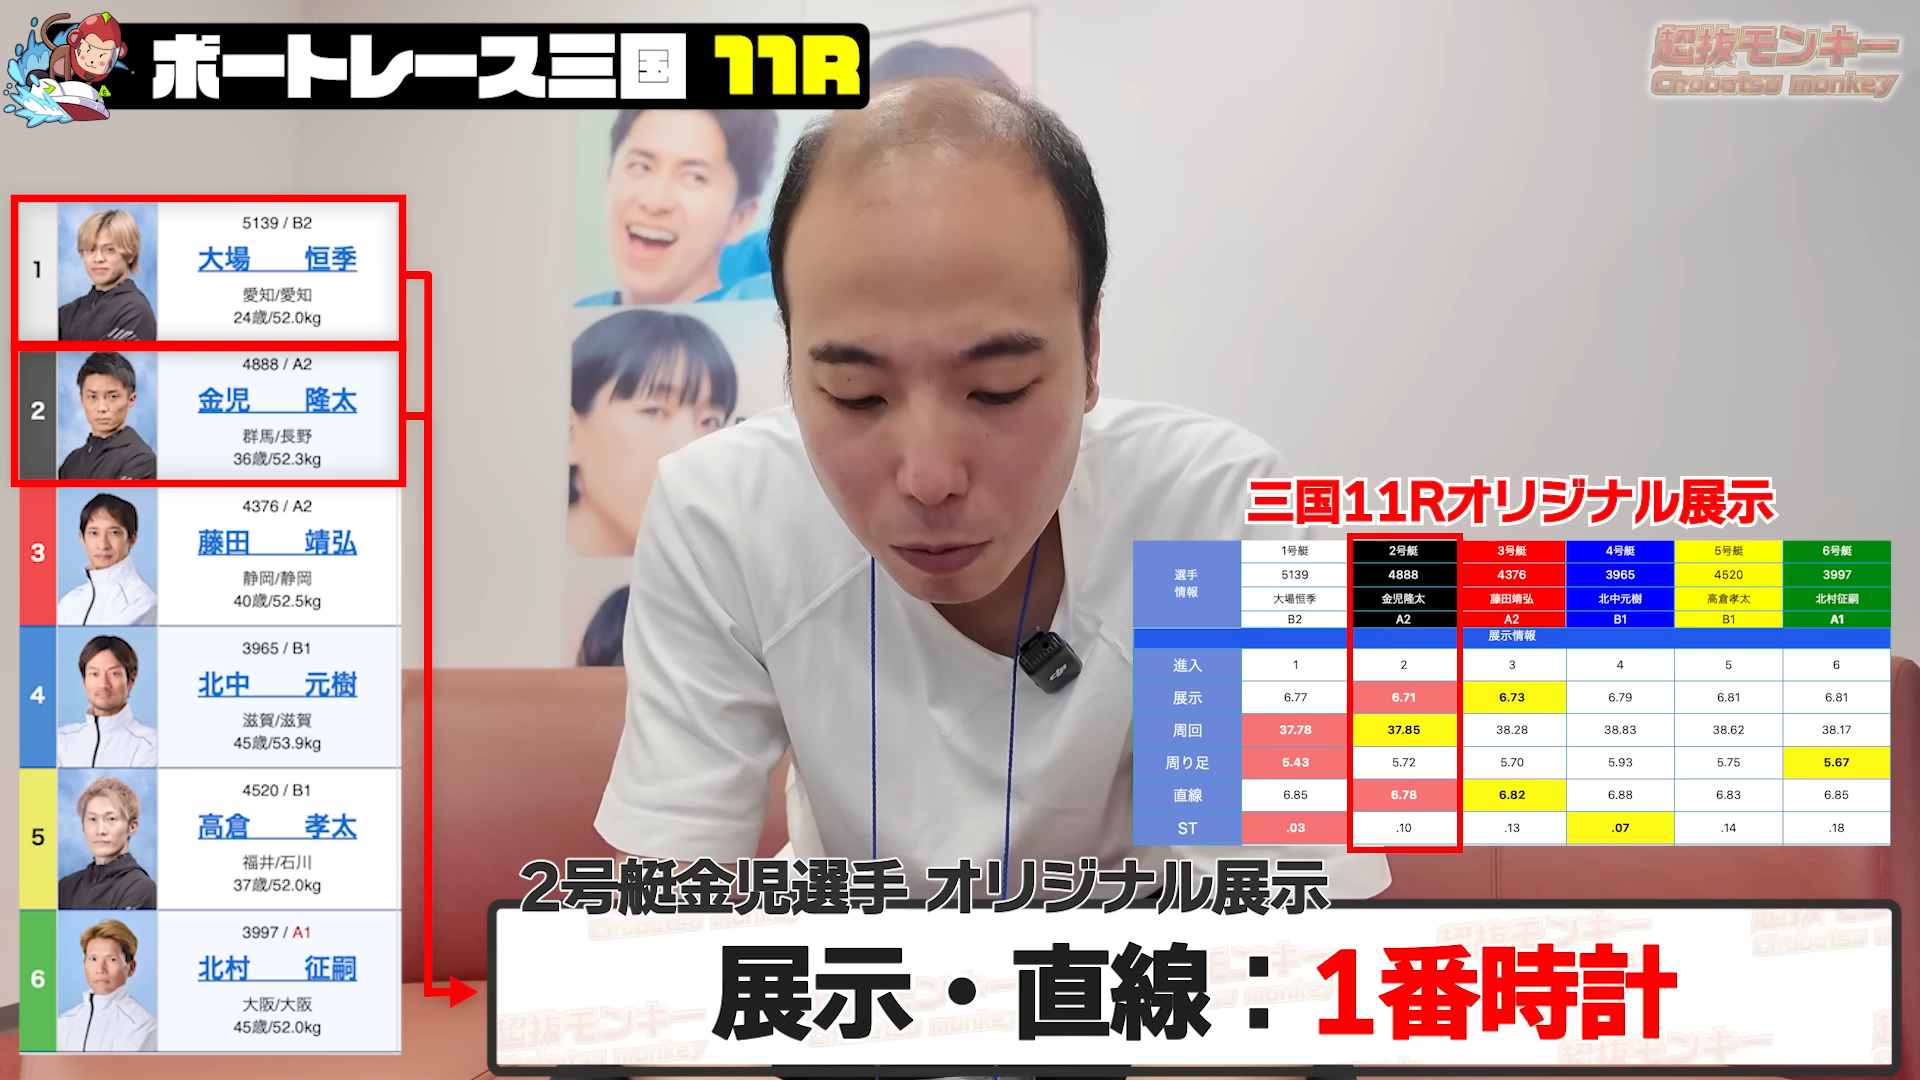 ボートレース三国 11R
超抜モンキー
Chobatsu monkey
1
5139 / B2
大場 恒季
愛知/愛知
24歳/52.0kg
2
4888 / A2
金児 隆太
群馬/長野
36歳/52.3kg
3
4376 / A2
藤田 靖弘
静岡/静岡
40歳/52.5kg
4
3965 / B1
北中 元樹
滋賀/滋賀
45歳/53.9kg
5
4520 / B1
高倉 孝太
福井/石川
37歳/52.0kg
6
3997 / A1
北村 征嗣
大阪/大阪
45歳/52.0kg
三国11Rオリジナル展示
選手情報 1号艇 2号艇 3号艇 4号艇 5号艇 6号艇
5139 4888 4376 3965 4520 3997
大場恒季 金児隆太 藤田靖弘 北中元樹 高倉孝太 北村征嗣
B2 A2 A2 B1 B1 A1
展示情報
進入 1 2 3 4 5 6
展示 6.77 6.71 6.73 6.79 6.81 6.81
周回 37.78 37.85 38.28 38.83 38.62 38.17
周り足 5.43 5.72 5.70 5.93 5.75 5.67
直線 6.85 6.78 6.82 6.88 6.83 6.85
ST .03 .10 .13 .07 .14 .18
dji
2号艇金児選手 オリジナル展示
展示・直線：1番時計